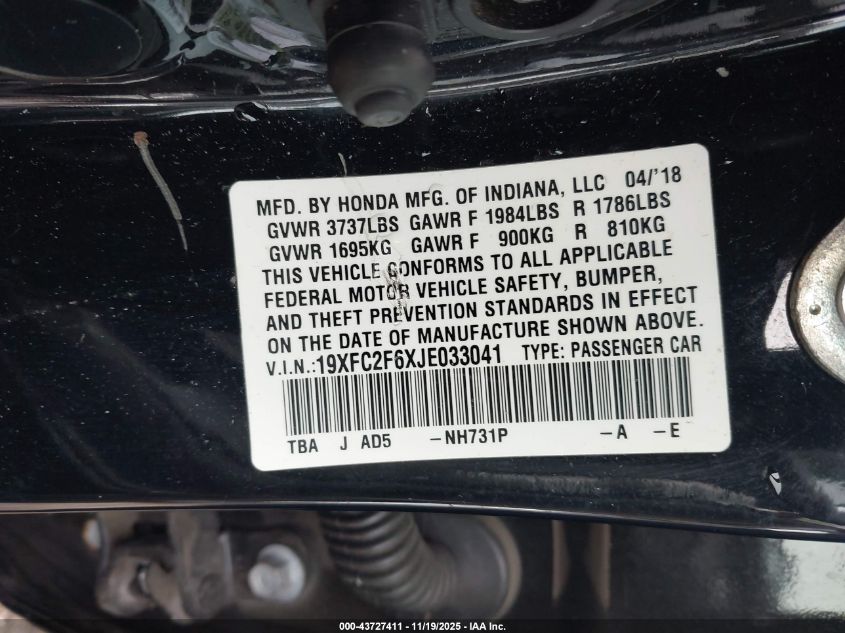 MFD. BY HONDA MFG. OF INDIANA, LLC 04/'18
GVWR 3737LBS GAWR F 1984LBS R 1786LBS
GVWR 1695KG GAWR F 900KG R 810KG
THIS VEHICLE CONFORMS TO ALL APPLICABLE
FEDERAL MOTOR VEHICLE SAFETY, BUMPER,
AND THEFT PREVENTION STANDARDS IN EFFECT
ON THE DATE OF MANUFACTURE SHOWN ABOVE.
V.I.N.:19XFC2F6XJE033041 TYPE: PASSENGER CAR
TBA J AD5 -NH731P -A -E
000-43727411 - 11/19/2025 - IAA Inc.